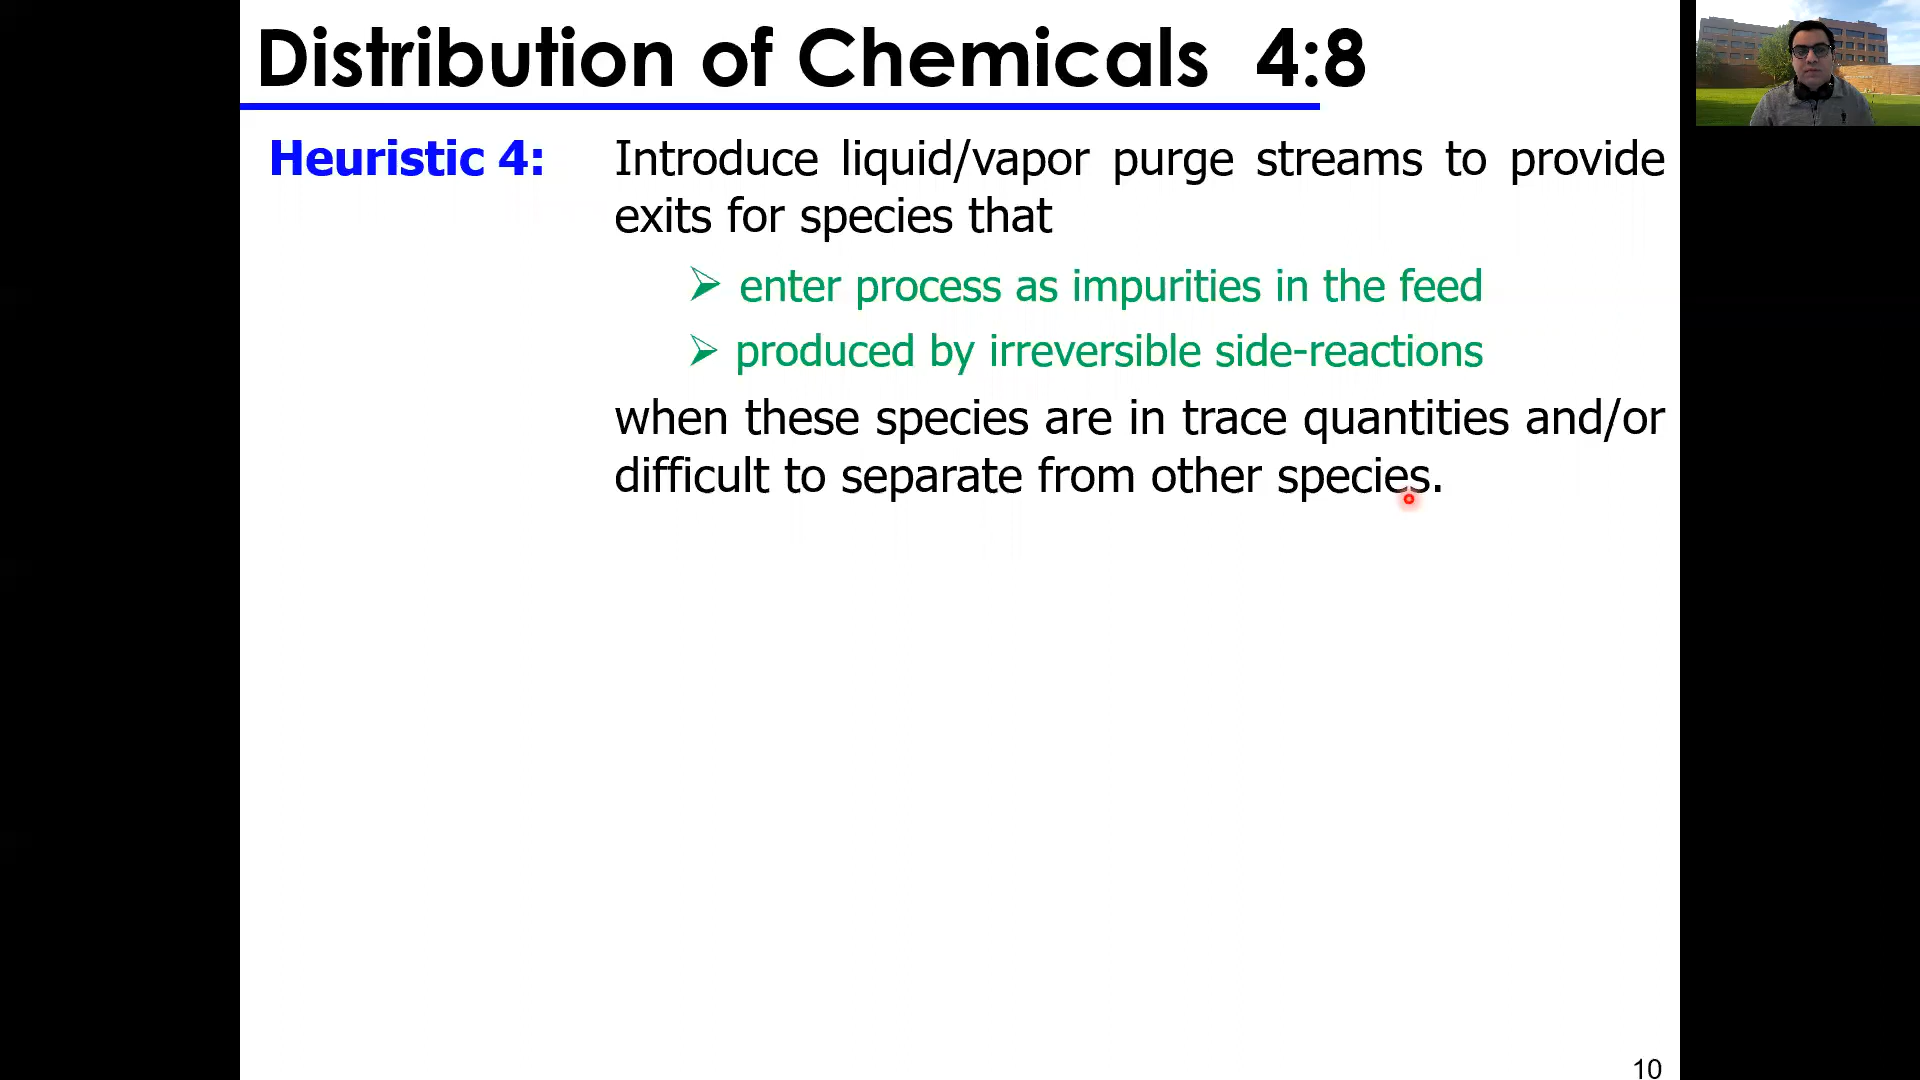 Distribution of Chemicals 4:8
Heuristic 4: Introduce liquid/vapor purge streams to provide
exits for species that
➢ enter process as impurities in the feed
➢ produced by irreversible side-reactions
when these species are in trace quantities and/or
difficult to separate from other species.
10